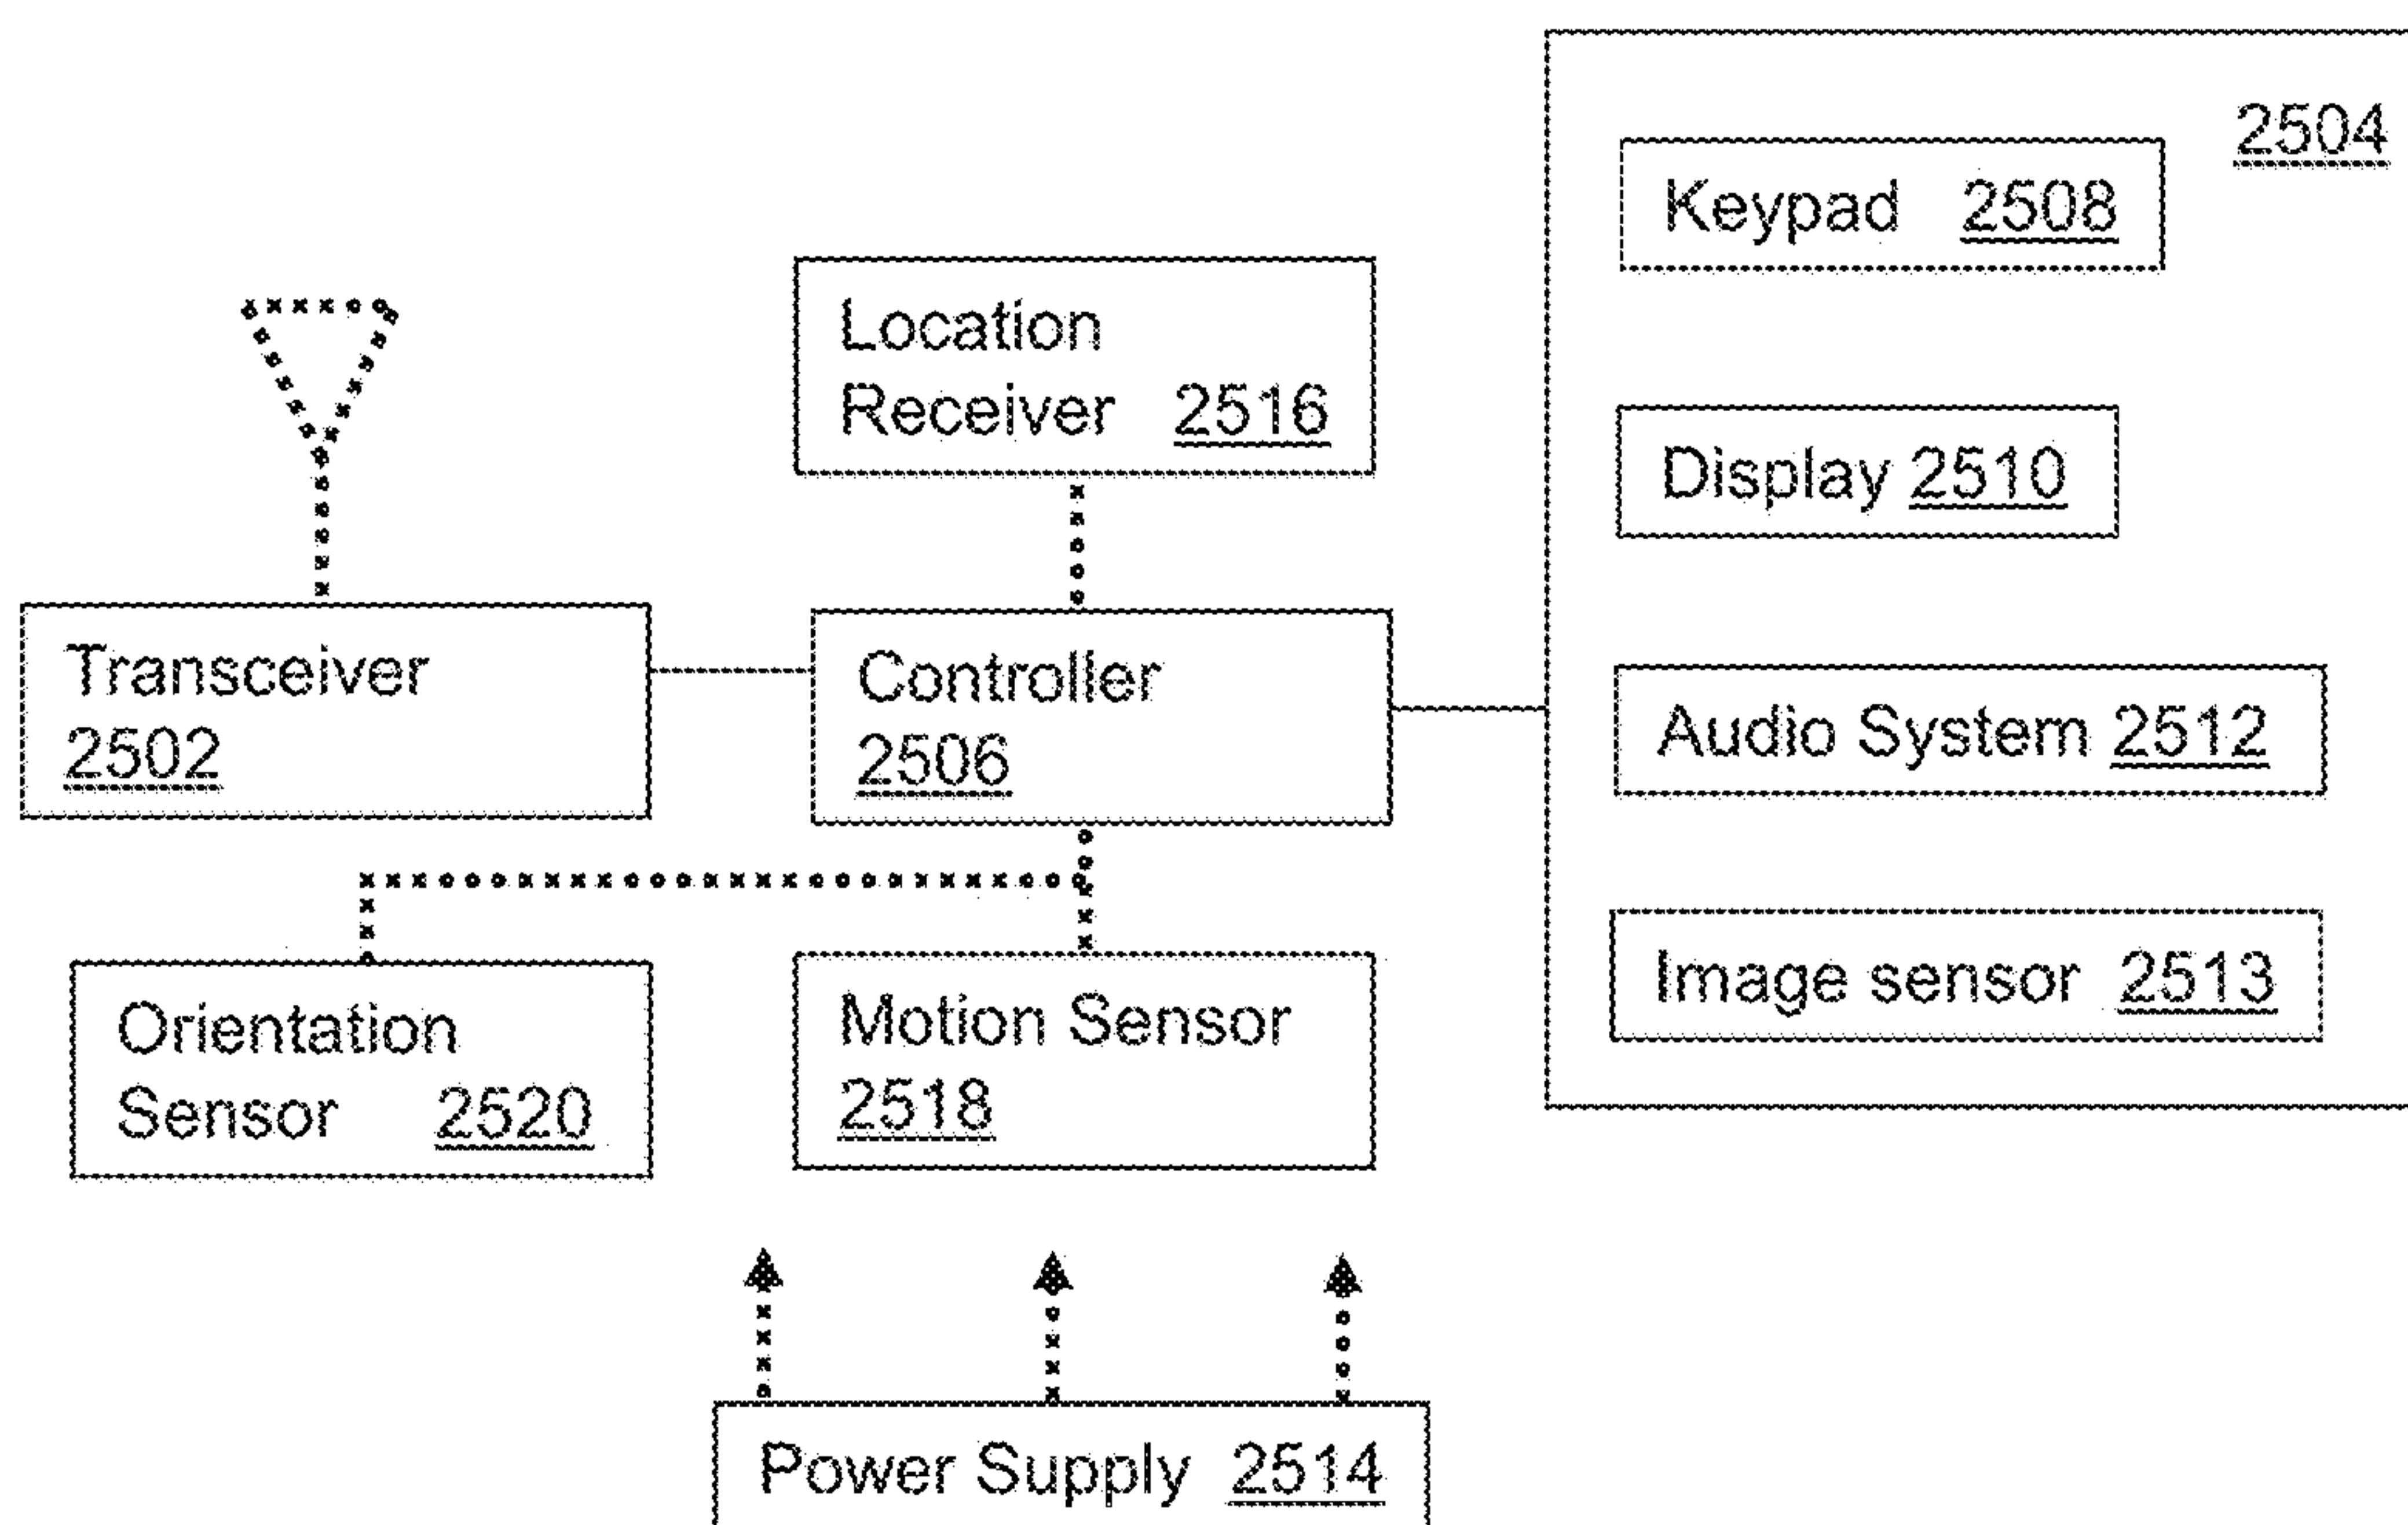 2504
Keypad 2508
Location
Receiver 2516
Display 2510
Transceiver
2502
Controller
2506
Audio System 2512
Image sensor 2513
Orientation
Sensor 2520
Motion Sensor
2518
Power Supply 2514